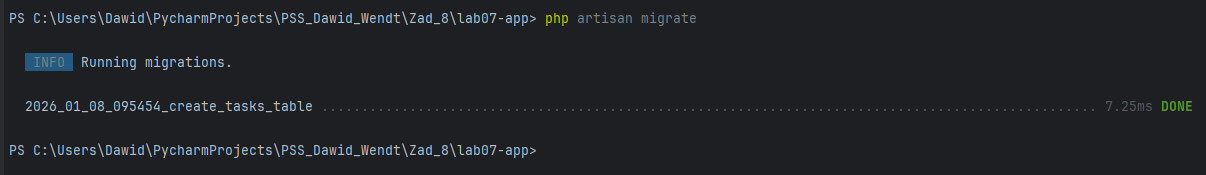 PS C:\Users\Dawid\PycharmProjects\PSS_Dawid_Wendt\Zad_8\lab07-app> php artisan migrate
INFO Running migrations.
2026_01_08_095454_create_tasks_table ................................................................................................. 7.25ms DONE
PS C:\Users\Dawid\PycharmProjects\PSS_Dawid_Wendt\Zad_8\lab07-app>